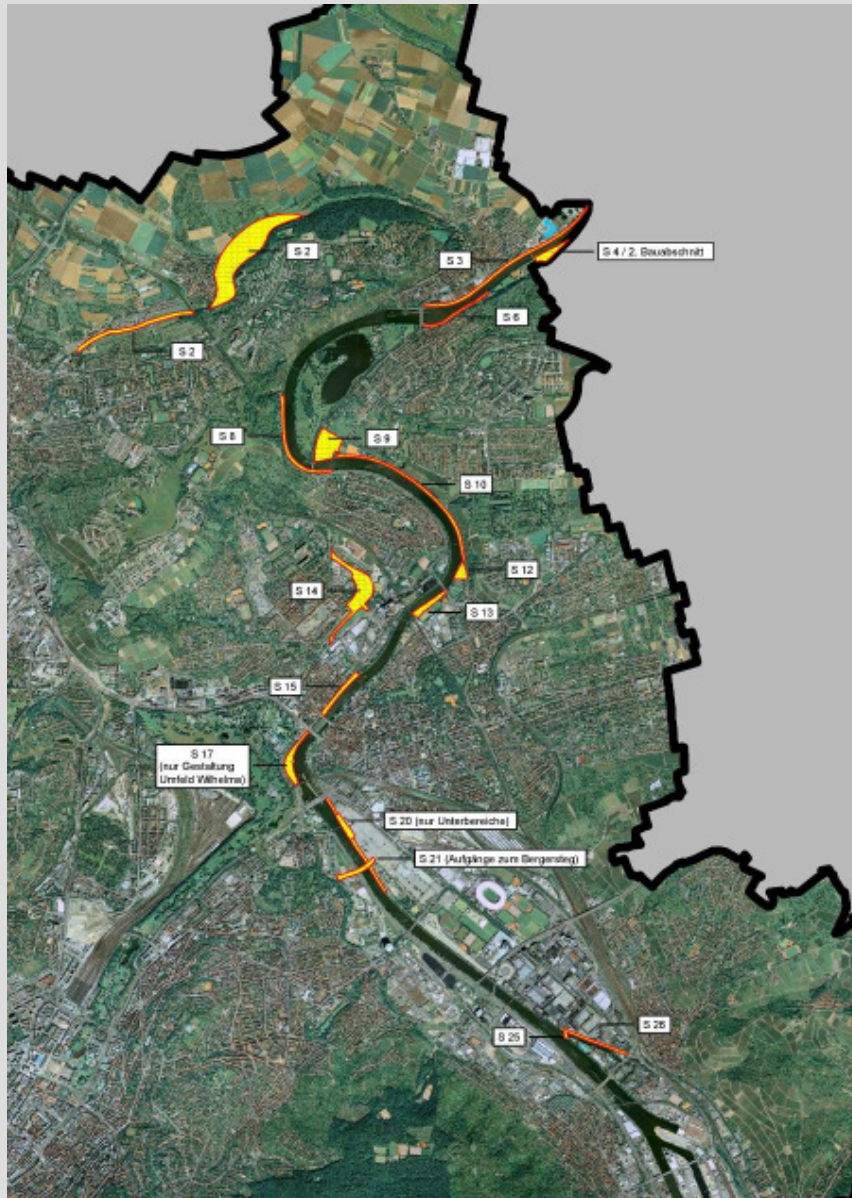 S 2
S 3
S 4 / 2. Bauabschnitt
S 6
S 2
S 8
S 9
S 10
S 12
S 14
S 13
S 15
S 17
(nur Gestaltung
Umfeld Wilhelma)
S 20 (nur Unterbereiche)
S 21 (Aufgänge zum Bergersteg)
S 26
S 25